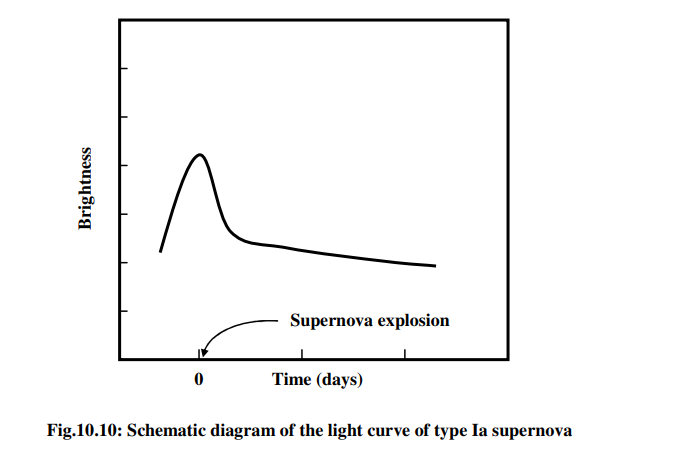 Brightness
Supernova explosion
0
Time (days)
Fig.10.10: Schematic diagram of the light curve of type Ia supernova